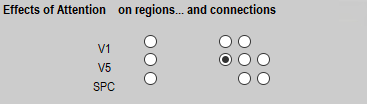 Effects of Attention on regions... and connections
V1
V5
SPC